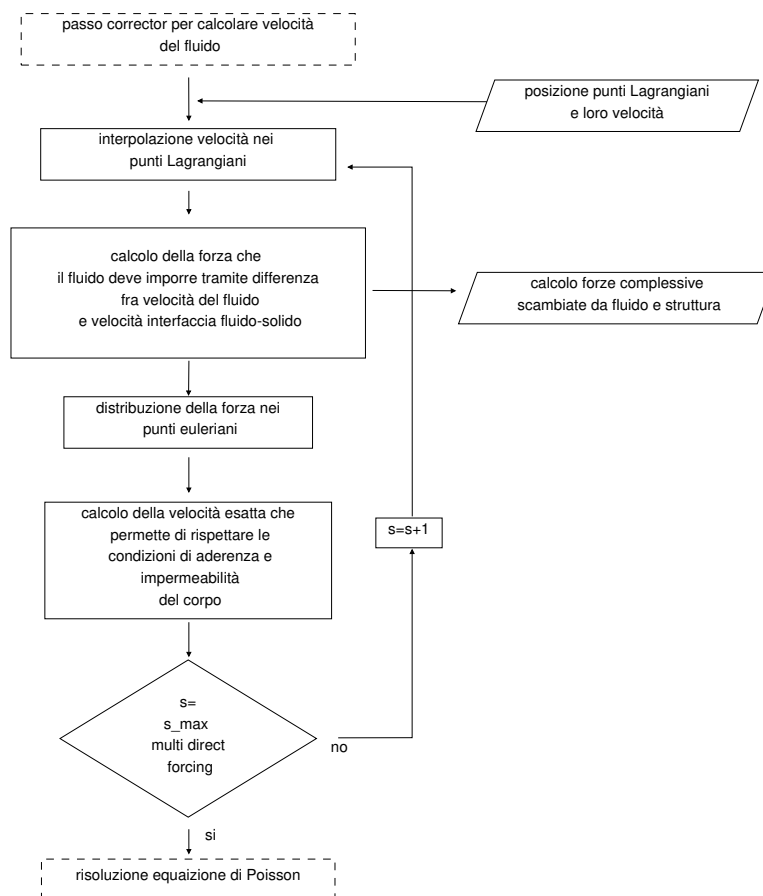 passo corrector per calcolare velocità
del fluido
posizione punti Lagrangiani
e loro velocità
interpolazione velocità nei
punti Lagrangiani
calcolo della forza che
il fluido deve imporre tramite differenza
fra velocità del fluido
e velocità interfaccia fluido-solido
calcolo forze complessive
scambiate da fluido e struttura
distribuzione della forza nei
punti euleriani
calcolo della velocità esatta che
permette di rispettare le
condizioni di aderenza e
impermeabilità
del corpo
s=s+1
s=
s_max
multi direct
forcing
no
si
risoluzione equaizione di Poisson